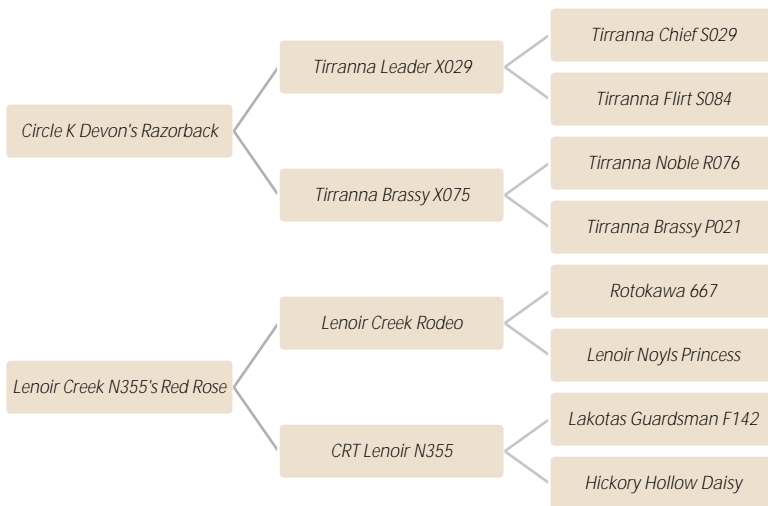 Tirranna Chief S029
Tirranna Leader X029
Tirranna Flirt S084
Circle K Devon's Razorback
Tirranna Noble R076
Tirranna Brassy X075
Tirranna Brassy P021
Rotokawa 667
Lenoir Creek Rodeo
Lenoir Noyls Princess
Lenoir Creek N355's Red Rose
Lakotas Guardsman F142
CRT Lenoir N355
Hickory Hollow Daisy